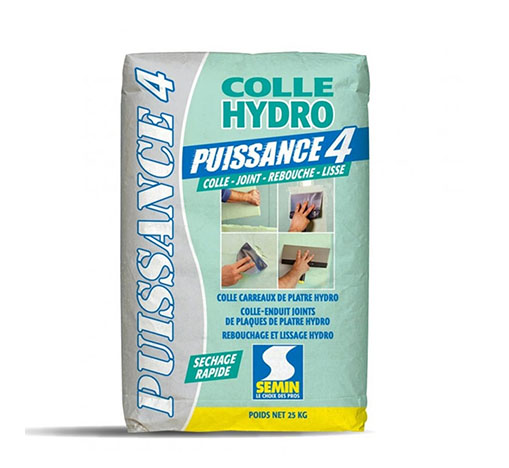 PUISSANCE 4
COLLE
HYDRO
PUISSANCE 4
COLLE - JOINT - REBOUCHE - LISSE
COLLE CARREAUX DE PLATRE HYDRO
COLLE-ENDUIT JOINTS
DE PLAQUES DE PLATRE HYDRO
REBOUCHAGE ET LISSAGE HYDRO
SECHAGE
RAPIDE
SEMIN
LE CHOIX DES PROS
POIDS NET 25 KG